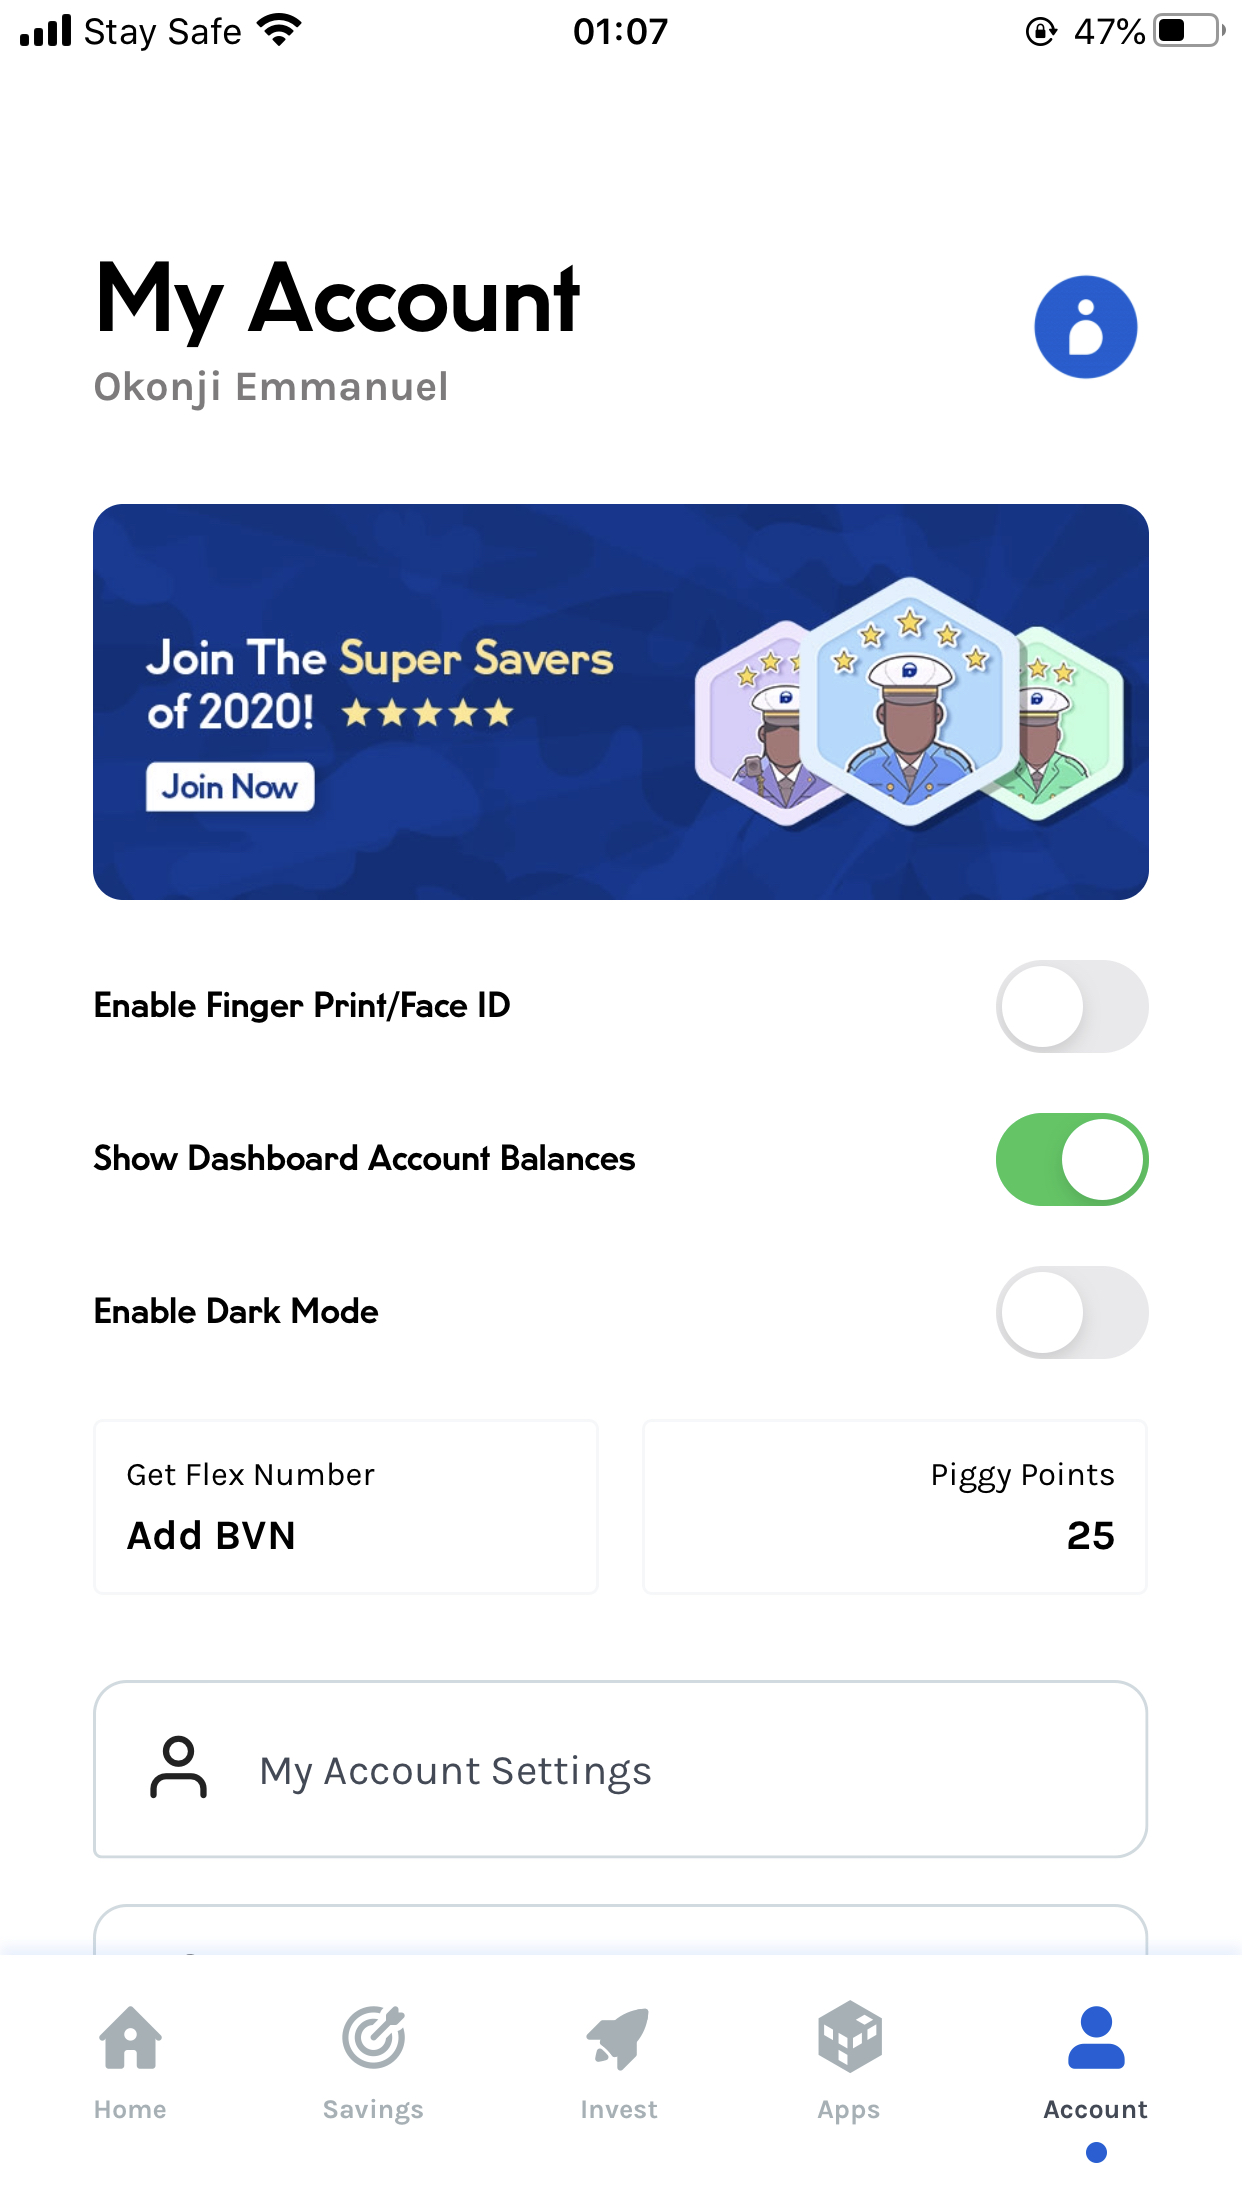 Stay Safe
01:07
47%
My Account
Okonji Emmanuel
Join The Super Savers
of 2020!
Join Now
Enable Finger Print/Face ID
Show Dashboard Account Balances
Enable Dark Mode
Get Flex Number
Add BVN
Piggy Points
25
My Account Settings
Home
Savings
Invest
Apps
Account